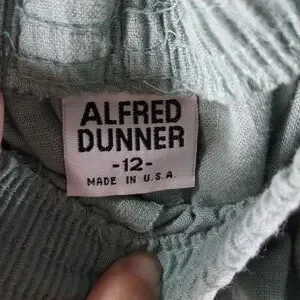 ALFRED
DUNNER
-12-
MADE IN U.S.A.